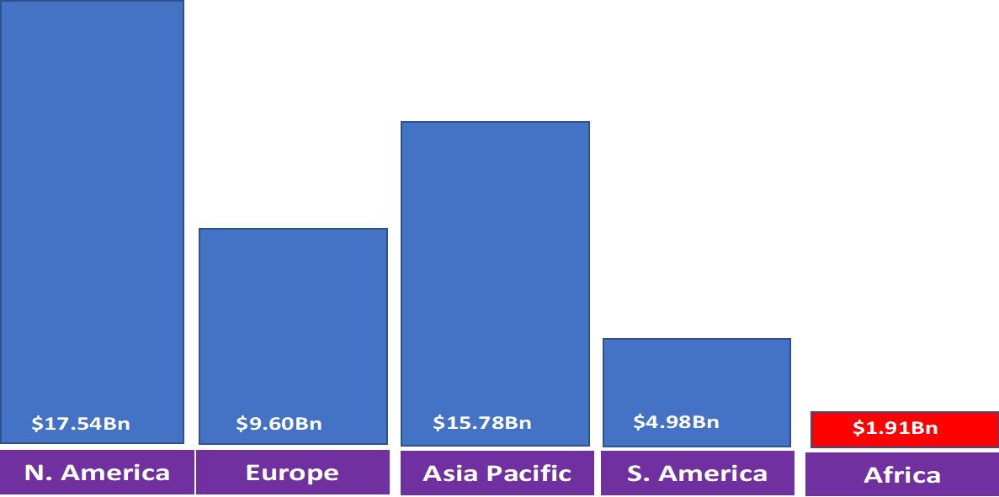 $17.54Bn
$9.60Bn
$15.78Bn
$4.98Bn
$1.91Bn
N. America
Europe
Asia Pacific
S. America
Africa